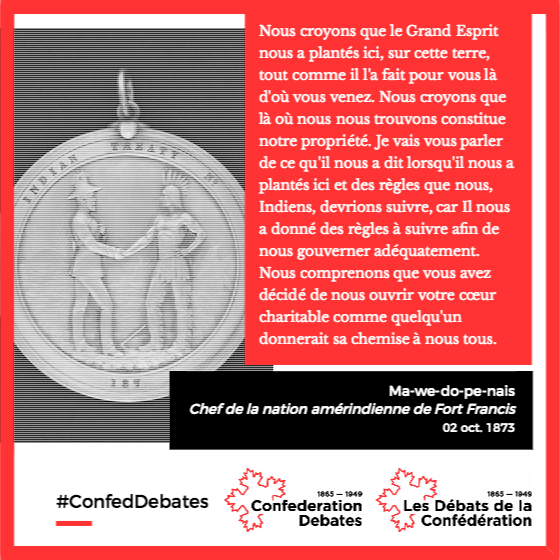 Nous croyons que le Grand Esprit
nous a plantés ici, sur cette terre,
tout comme il l'a fait pour vous là
d'où vous venez. Nous croyons que
là où nous nous trouvons constitue
notre propriété. Je vais vous parler
de ce qu'il nous a dit lorsqu'il nous a
plantés ici et des règles que nous,
Indiens, devrions suivre, car Il nous
a donné des règles à suivre afin de
nous gouverner adéquatement.
Nous comprenons que vous avez
décidé de nous ouvrir votre cœur
charitable comme quelqu'un
donnerait sa chemise à nous tous.
INDIAN TREATY No
187
Ma-we-do-pe-nais
Chef de la nation amérindienne de Fort Francis
02 oct. 1873
#ConfedDebates
1865 — 1949
Confederation
Debates
1865 — 1949
Les Débats de la
Confédération